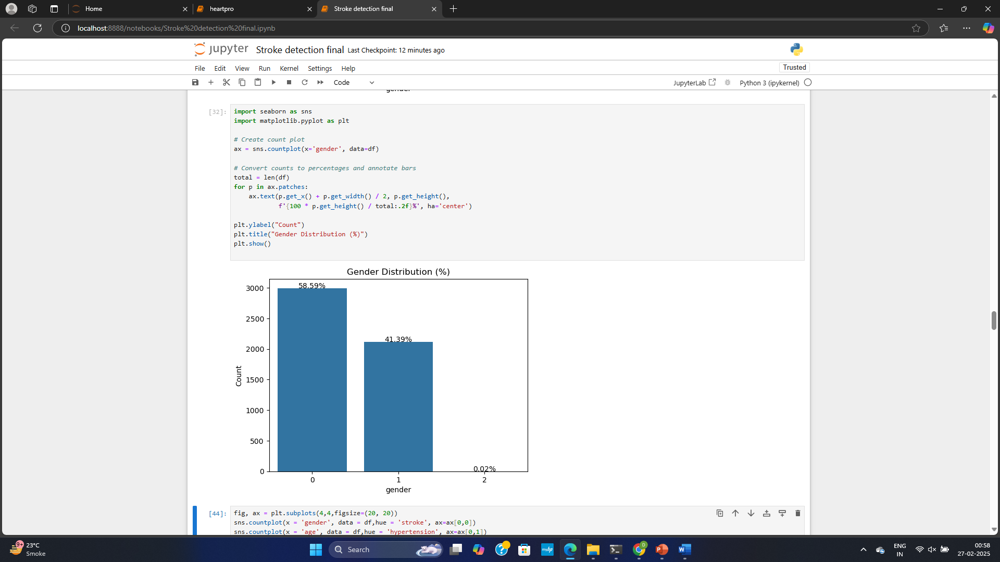 Home
heartpro
Stroke detection final
localhost:8888/notebooks/Stroke%20detection%20final.ipynb
jupyter Stroke detection final Last Checkpoint: 12 minutes ago
File Edit View Run Kernel Settings Help
Trusted
Code
JupyterLab
Python 3 (ipykernel)
gender
[32]:
import seaborn as sns
import matplotlib.pyplot as plt
# Create count plot
ax = sns.countplot(x='gender', data=df)
# Convert counts to percentages and annotate bars
total = len(df)
for p in ax.patches:
    ax.text(p.get_x() + p.get_width() / 2, p.get_height(),
            f'{100 * p.get_height() / total:.2f}%', ha='center')
plt.ylabel("Count")
plt.title("Gender Distribution (%)")
plt.show()
Gender Distribution (%)
58.59%
3000
2500
41.39%
2000
Count
1500
1000
500
0.02%
0
0 1 2
gender
[44]:
fig, ax = plt.subplots(4,4,figsize=(20, 20))
sns.countplot(x = 'gender', data = df,hue = 'stroke', ax=ax[0,0])
sns.countplot(x = 'age', data = df,hue = 'hypertension', ax=ax[0,1])
9+
23°C
Smoke
Search
myhp
D
P
W
ENG
IN
00:58
27-02-2025